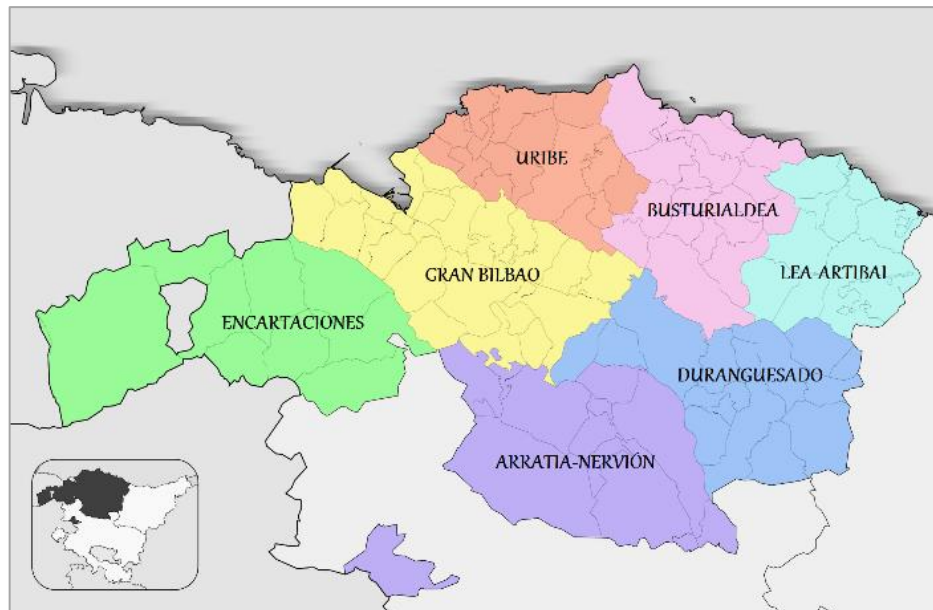 URIBE
BUSTURIALDEA
GRAN BILBAO
LEA-ARTIBAI
ENCARTACIONES
DURANGUESADO
ARRATIA-NERVIÓN